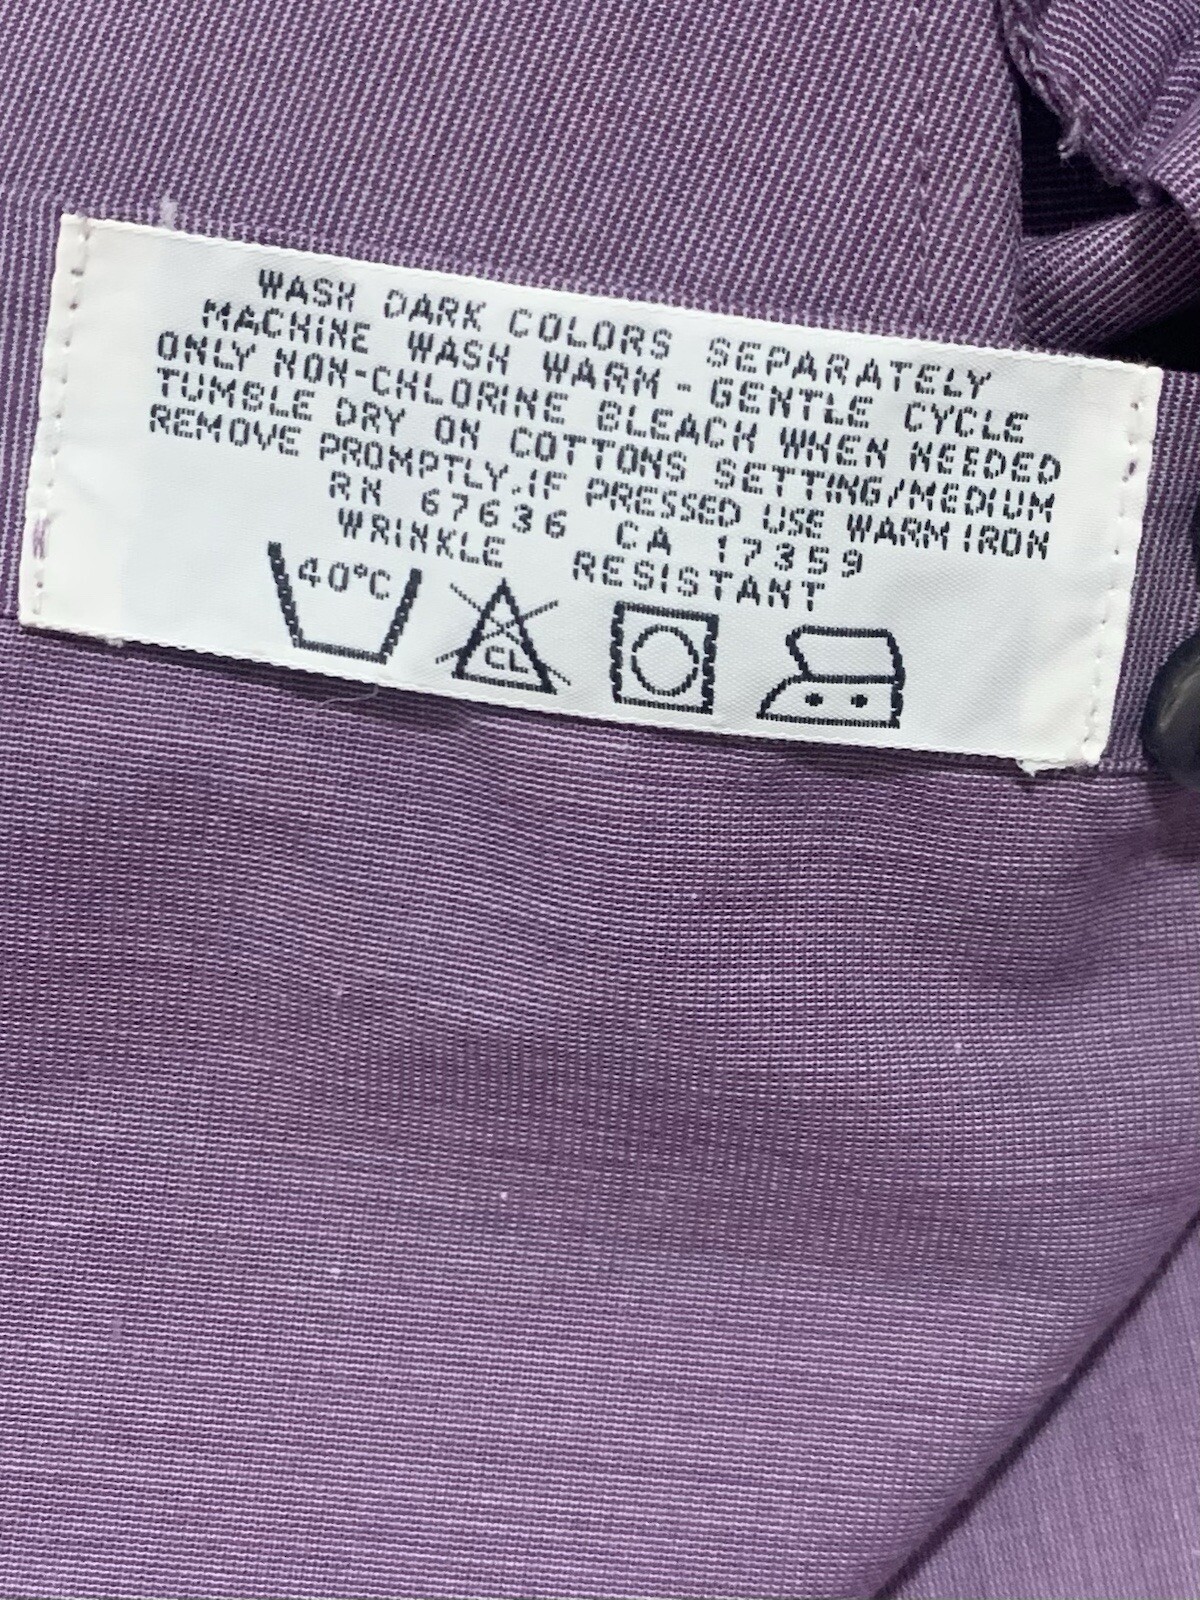 WASH DARK COLORS SEPARATELY
MACHINE WASH WARM - GENTLE CYCLE
ONLY NON-CHLORINE BLEACH WHEN NEEDED
TUMBLE DRY ON COTTONS SETTING/MEDIUM
REMOVE PROMPTLY.IF PRESSED USE WARM IRON
RN 67636 CA 17359
WRINKLE RESISTANT
40°C CL